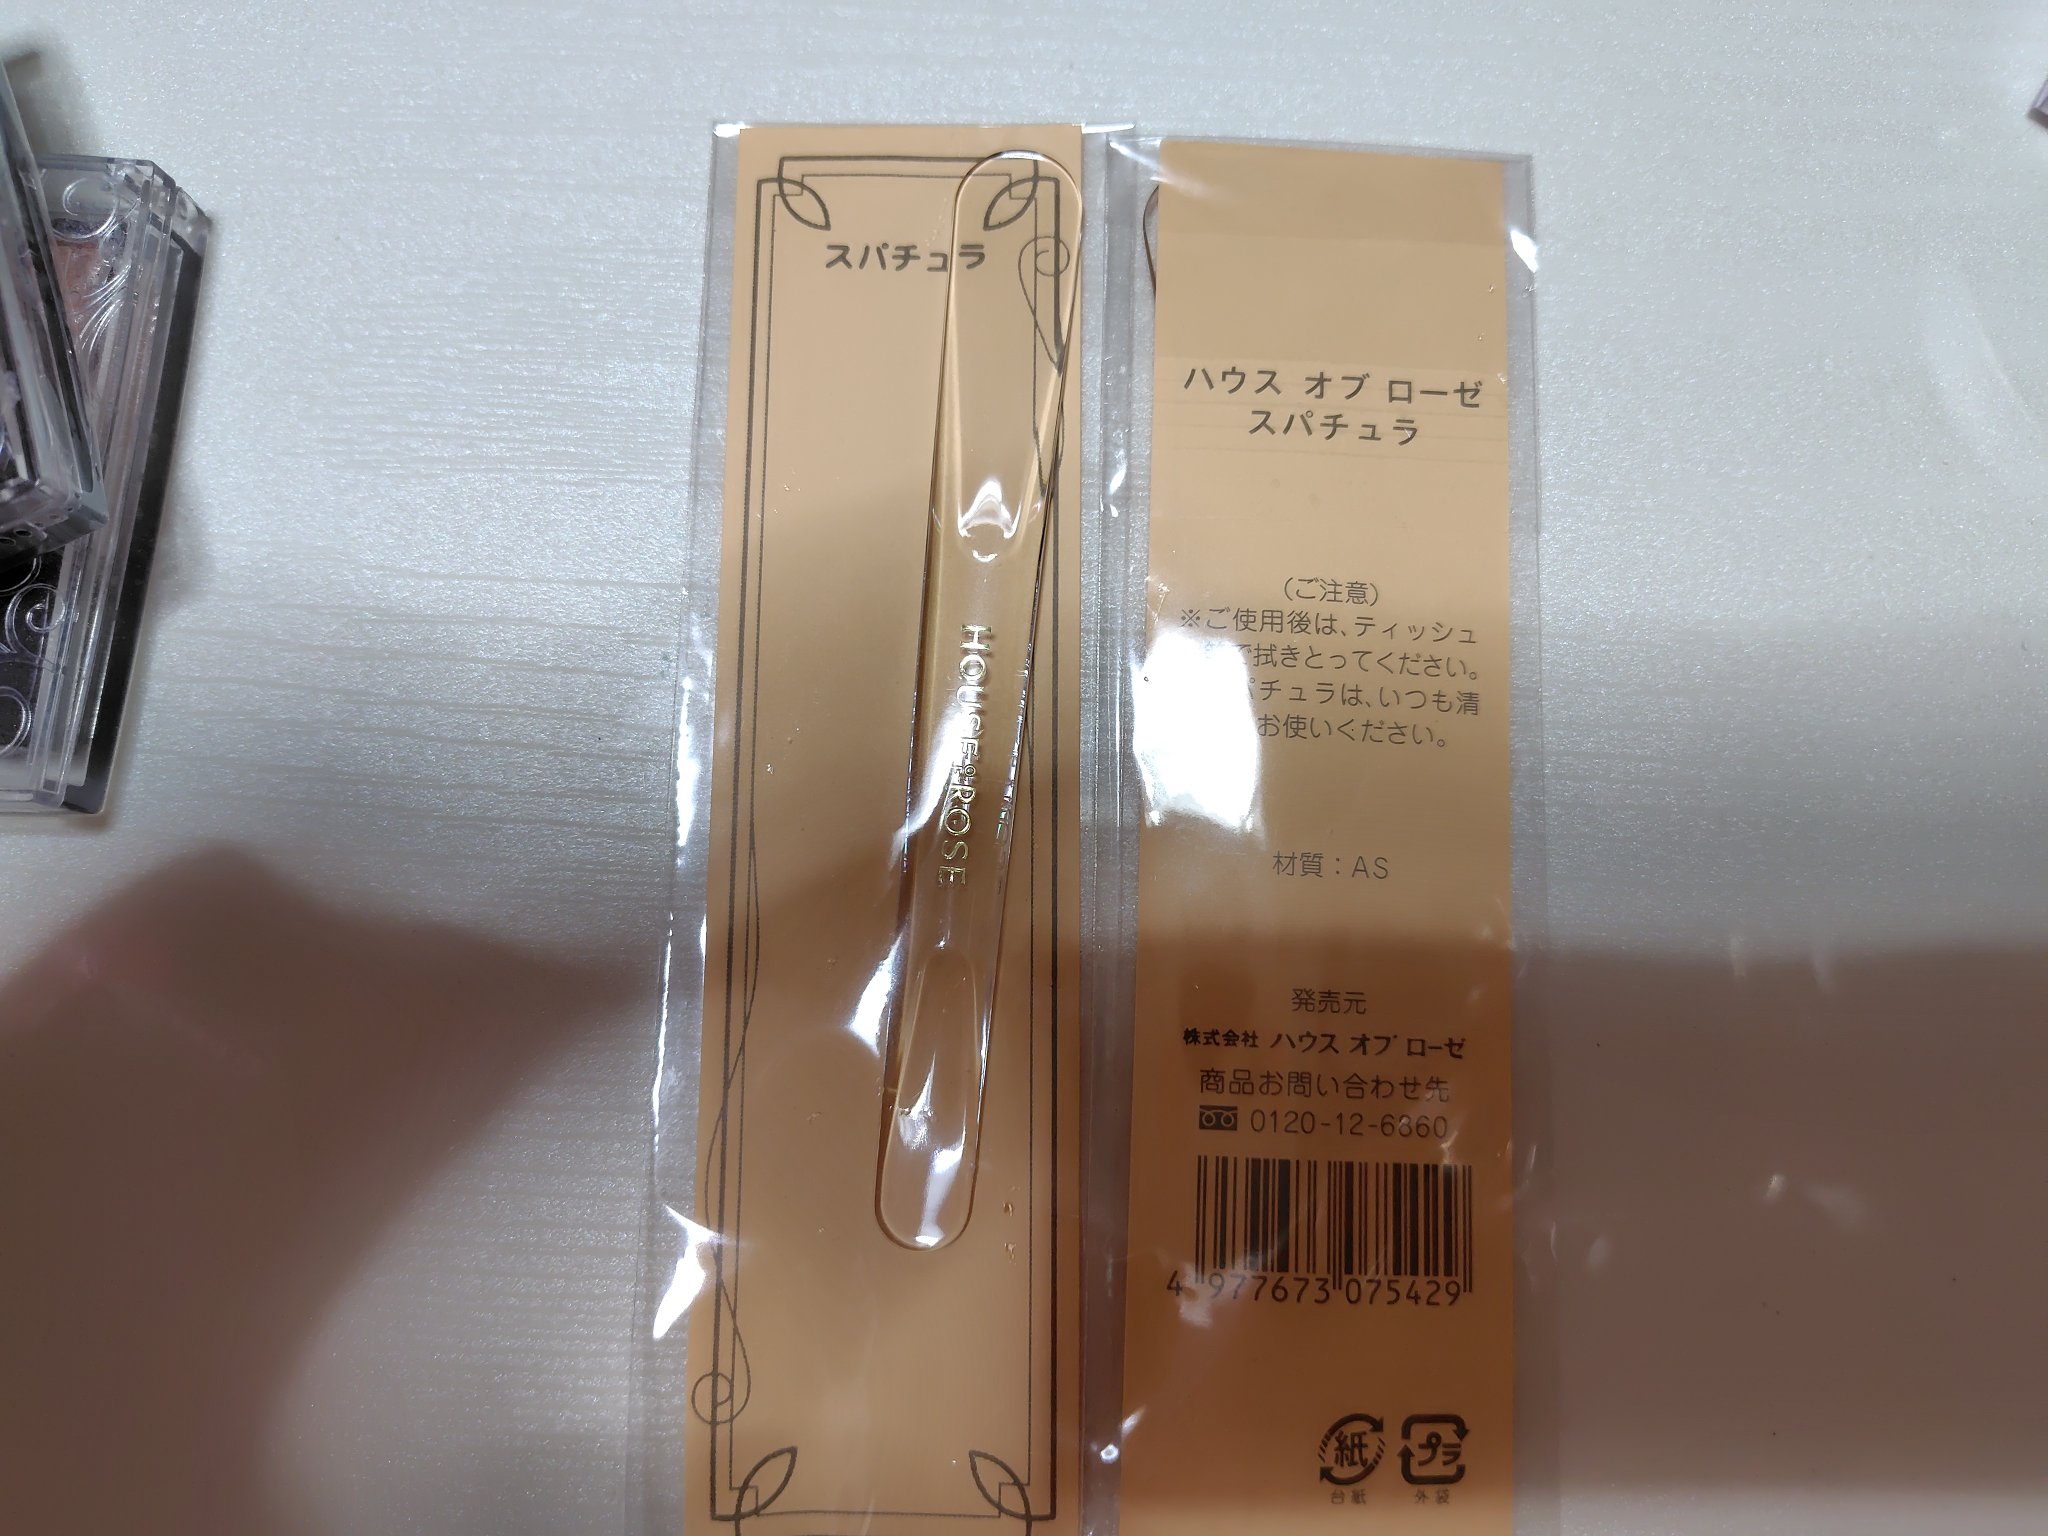 スパチュラ
HOUSE OF ROSE
ハウス オブ ローゼ
スパチュラ
(ご注意)
※ご使用後は、ティッシュ
で拭きとってください。
パチュラは、いつも清
お使いください。
材質：AS
発売元
株式会社 ハウス オブ ローゼ
商品お問い合わせ先
0120-12-6860
4 977673 075429
紙 プラ
台紙 外袋